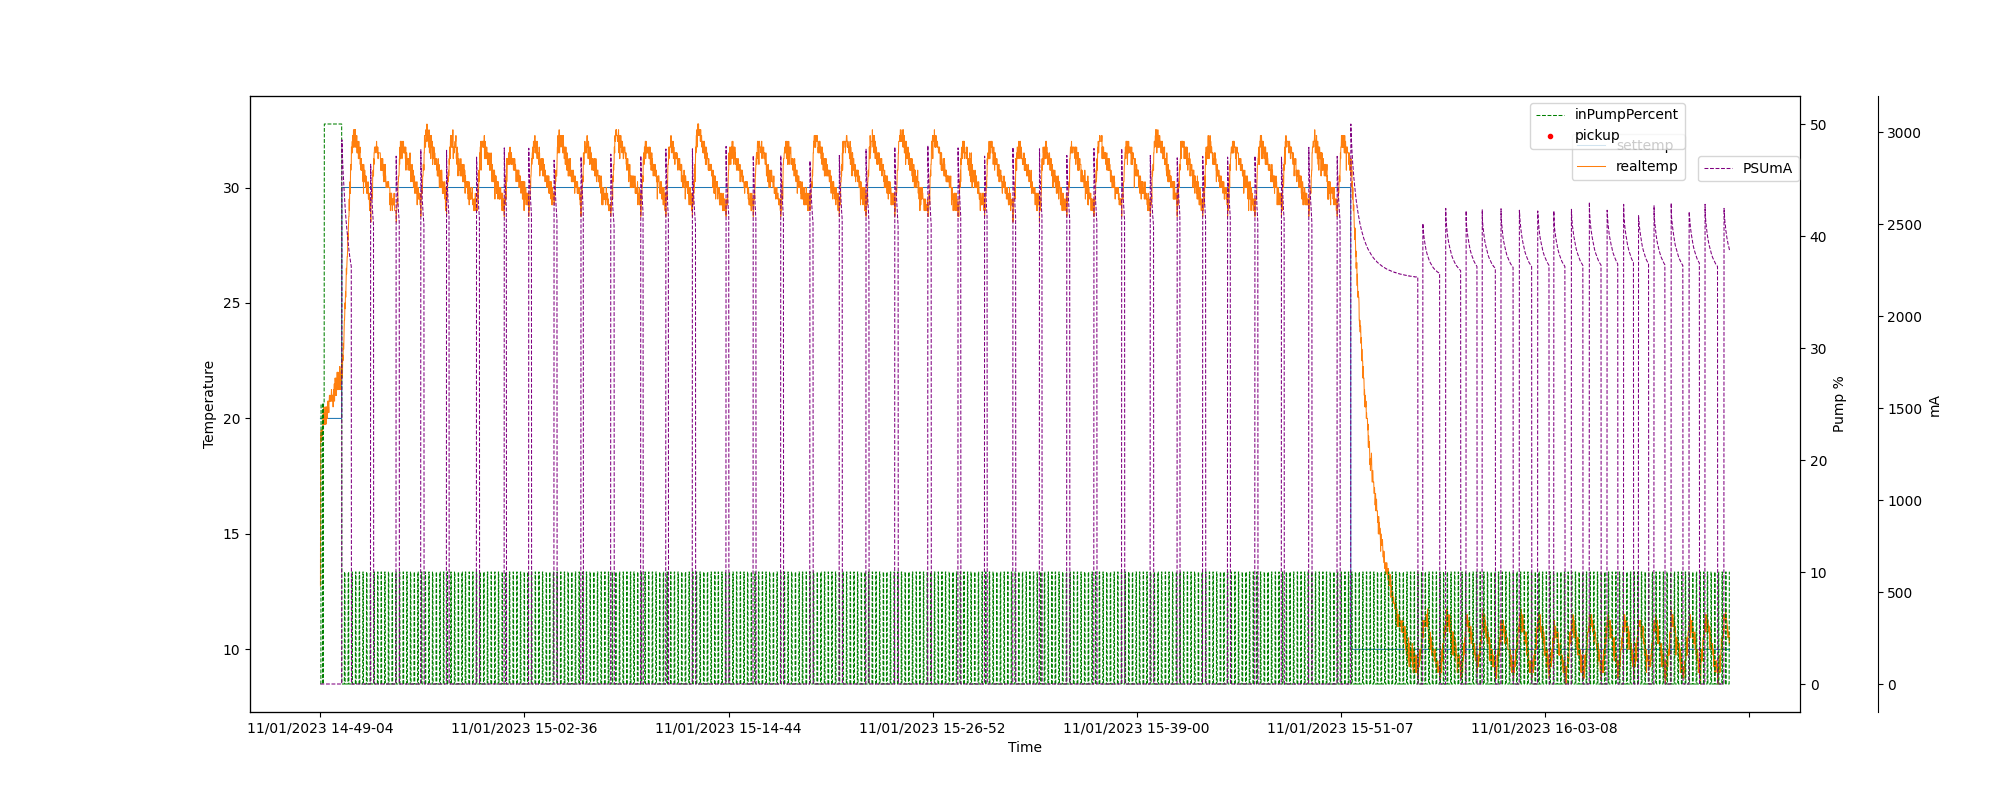 inPumpPercent
pickup
settemp
realtemp
PSUmA
Temperature
30
25
20
15
10
50
40
30
20
10
0
Pump %
3000
2500
2000
1500
1000
500
0
mA
11/01/2023 14-49-04
11/01/2023 15-02-36
11/01/2023 15-14-44
11/01/2023 15-26-52
11/01/2023 15-39-00
11/01/2023 15-51-07
11/01/2023 16-03-08
Time